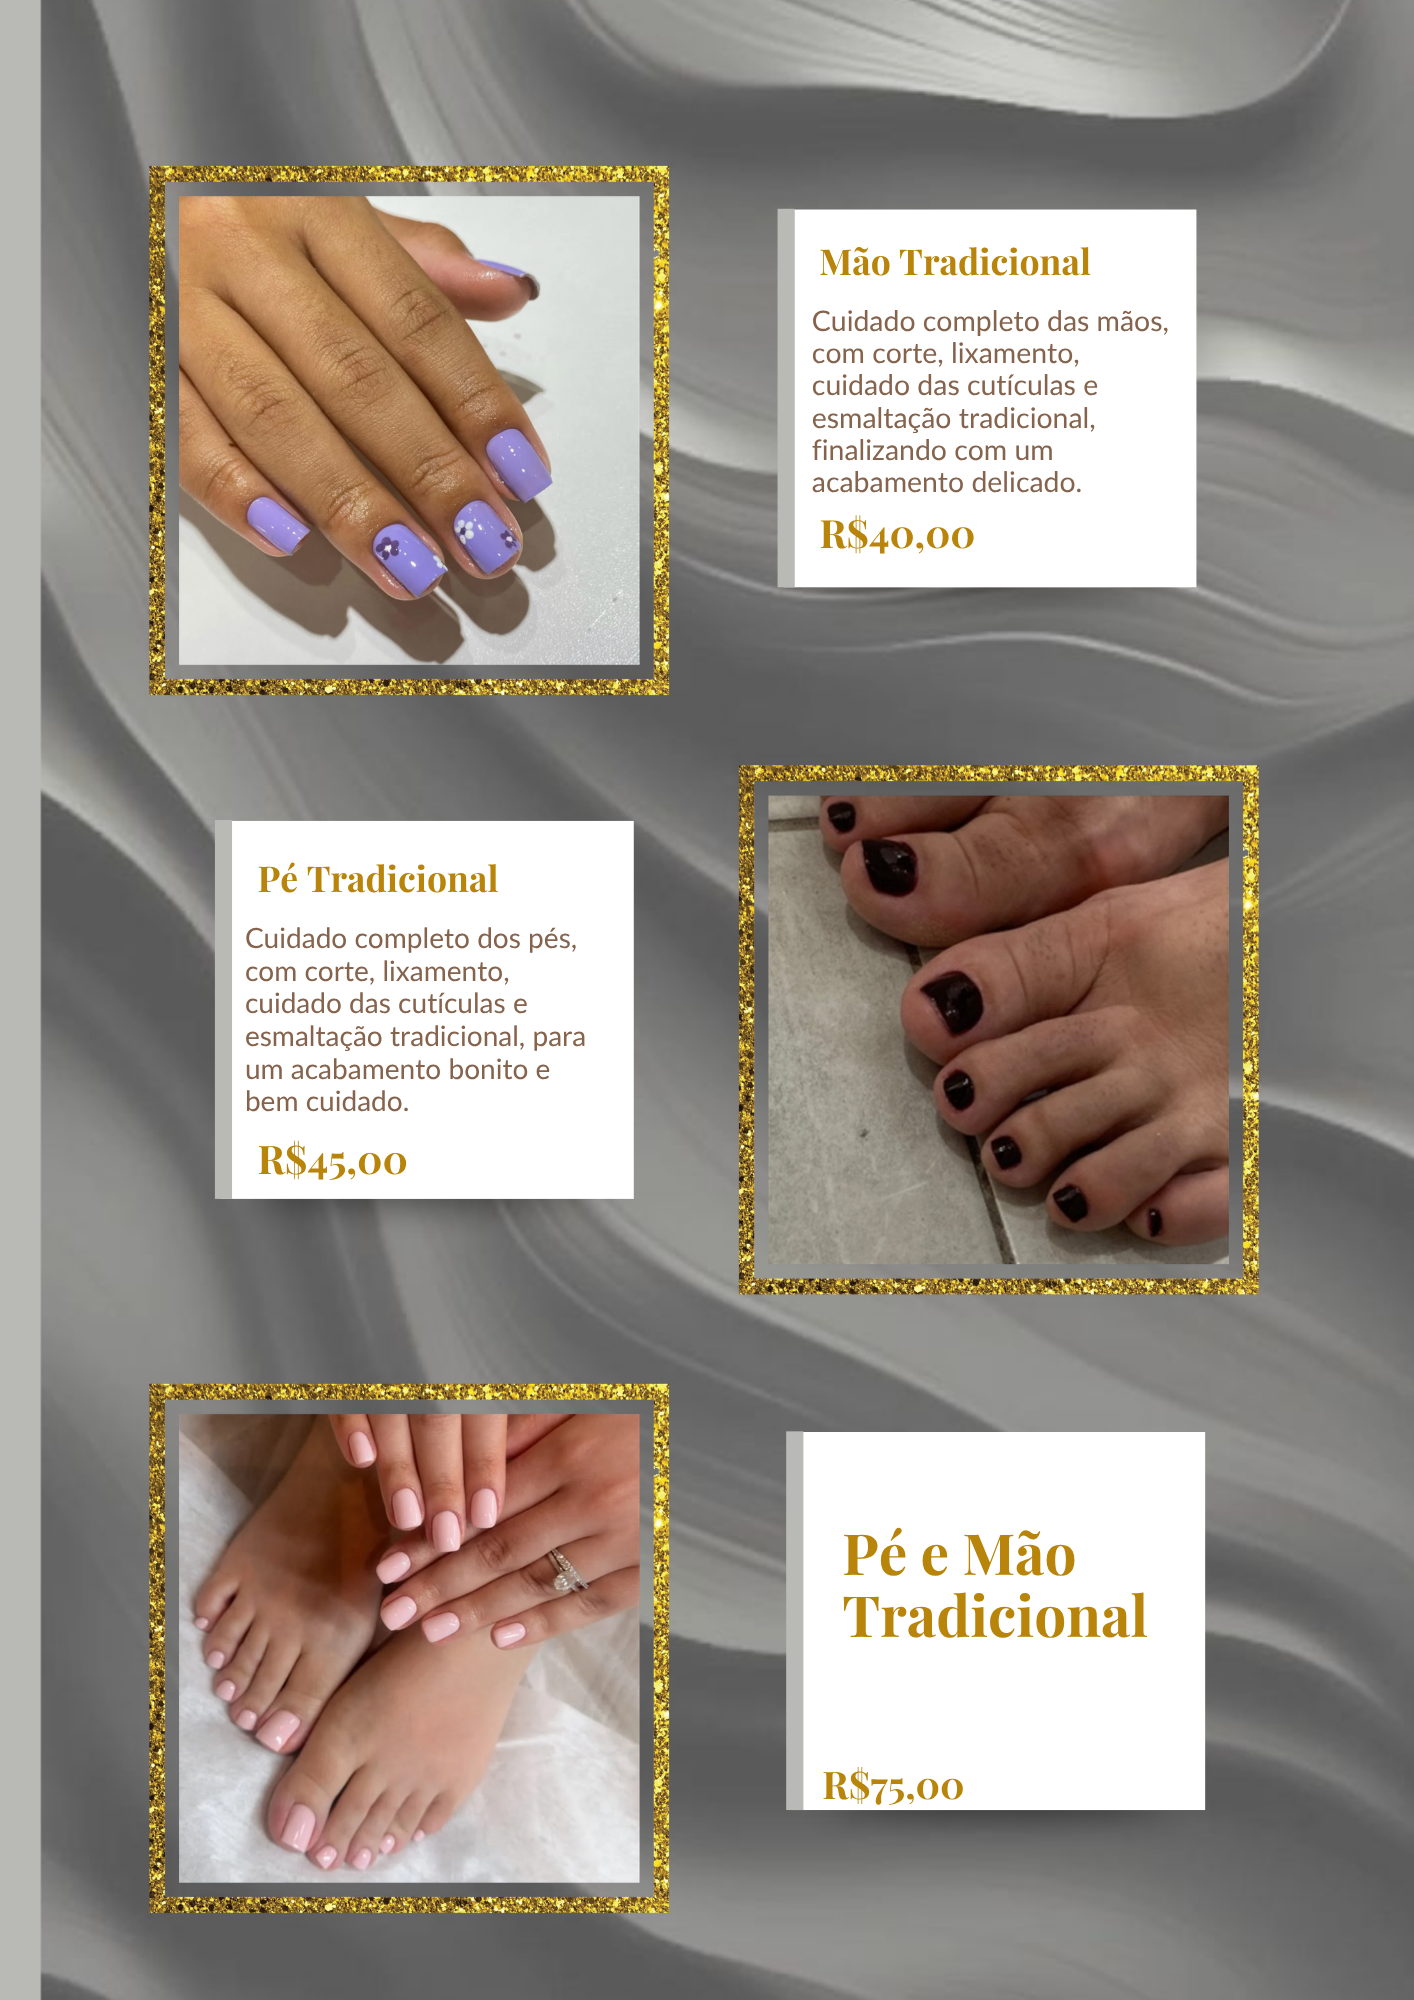 Mão Tradicional
Cuidado completo das mãos,
com corte, lixamento,
cuidado das cutículas e
esmaltação tradicional,
finalizando com um
acabamento delicado.
R$40,00
Pé Tradicional
Cuidado completo dos pés,
com corte, lixamento,
cuidado das cutículas e
esmaltação tradicional, para
um acabamento bonito e
bem cuidado.
R$45,00
Pé e Mão
Tradicional
R$75,00